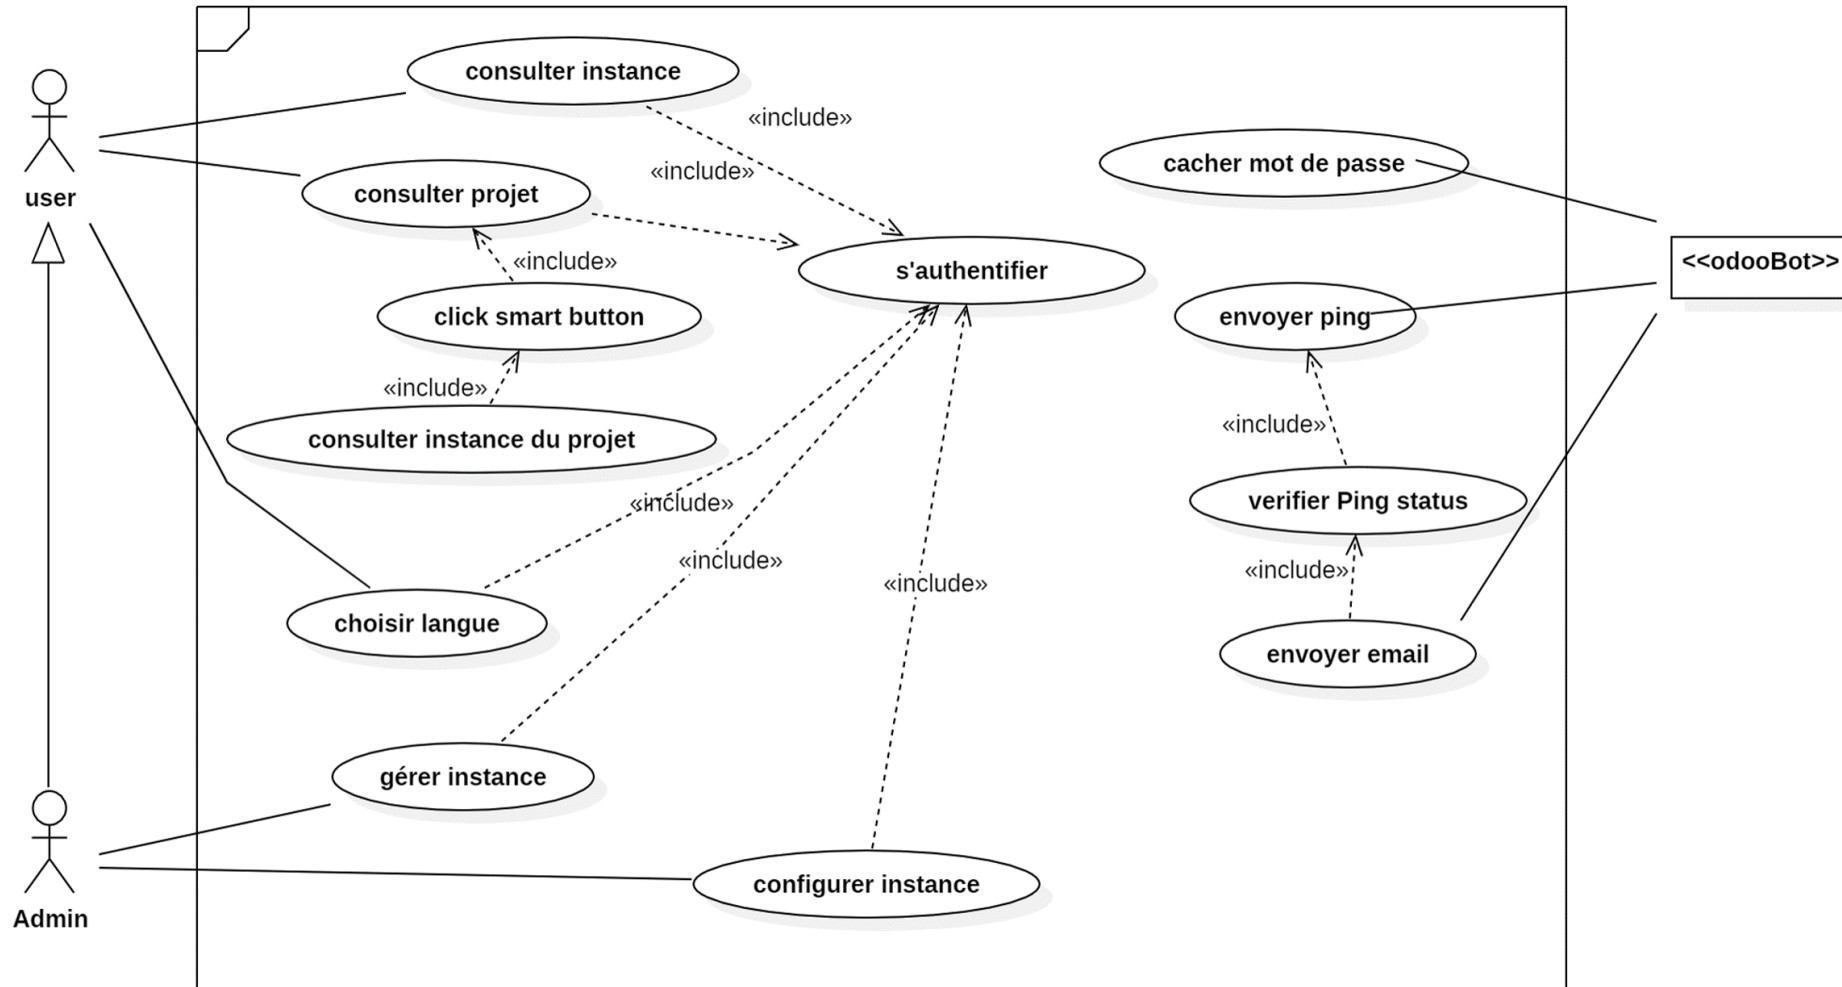 consulter instance
«include»
cacher mot de passe
«include»
consulter projet
user
«include»
s'authentifier
<<odooBot>>
click smart button
envoyer ping
«include»
«include»
consulter instance du projet
«include»
verifier Ping status
«include»
«include»
«include»
choisir langue
envoyer email
gérer instance
configurer instance
Admin